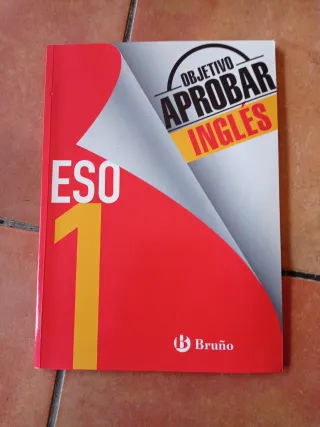 OBJETIVO
APROBAR
INGLÉS
ESO
1
B Bruño